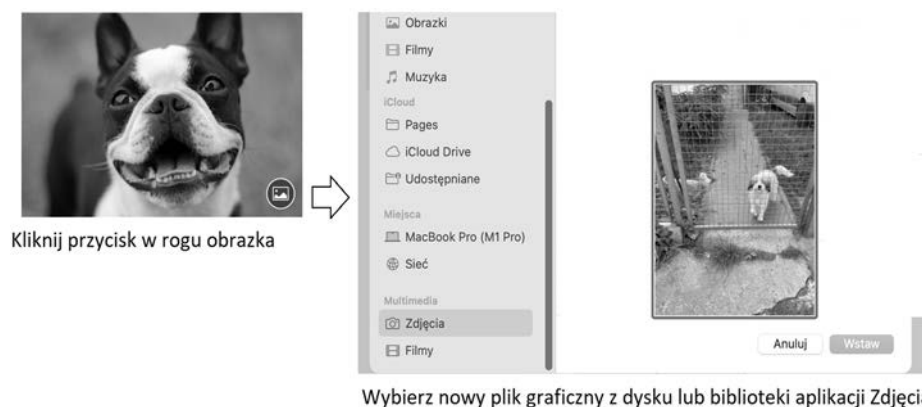 Kliknij przycisk w rogu obrazka
Obrazki
Filmy
Muzyka
iCloud
Pages
iCloud Drive
Udostępniane
Miejsca
MacBook Pro (M1 Pro)
Sieć
Multimedia
Zdjęcia
Filmy
Anuluj
Wstaw
Wybierz nowy plik graficzny z dysku lub biblioteki aplikacji Zdjęcia